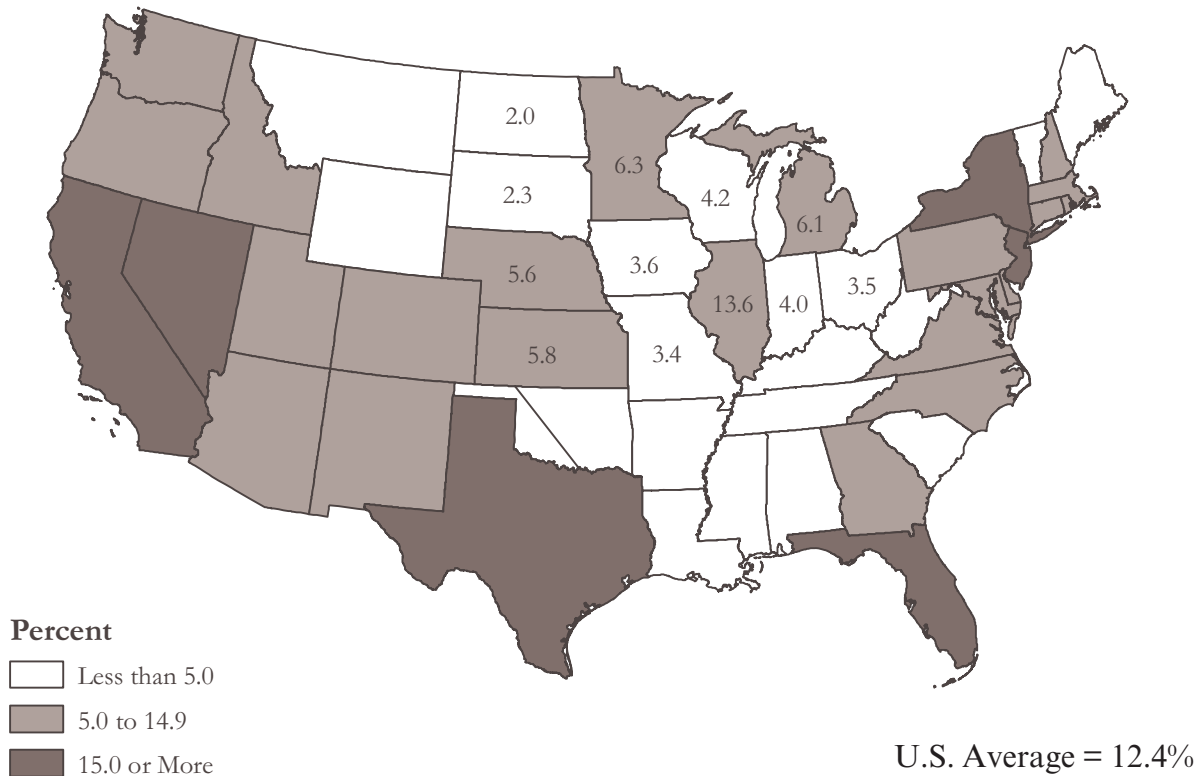 2.0
6.3
2.3
4.2
6.1
3.6
5.6
3.5
13.6
4.0
5.8
3.4
Percent
Less than 5.0
5.0 to 14.9
15.0 or More
U.S. Average = 12.4%